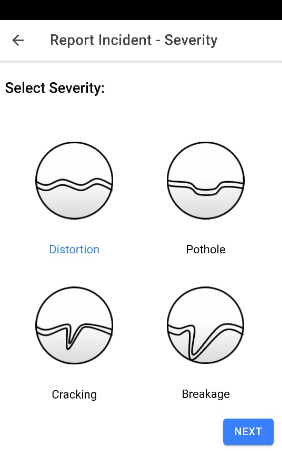 Report Incident - Severity
Select Severity:
Distortion
Pothole
Cracking
Breakage
NEXT